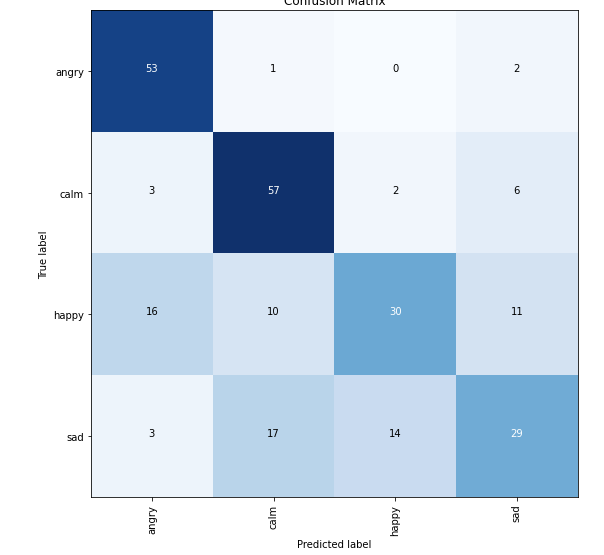 Confusion Matrix
angry 53 1 0 2
calm 3 57 2 6
happy 16 10 30 11
sad 3 17 14 29
angry calm happy sad
True label
Predicted label